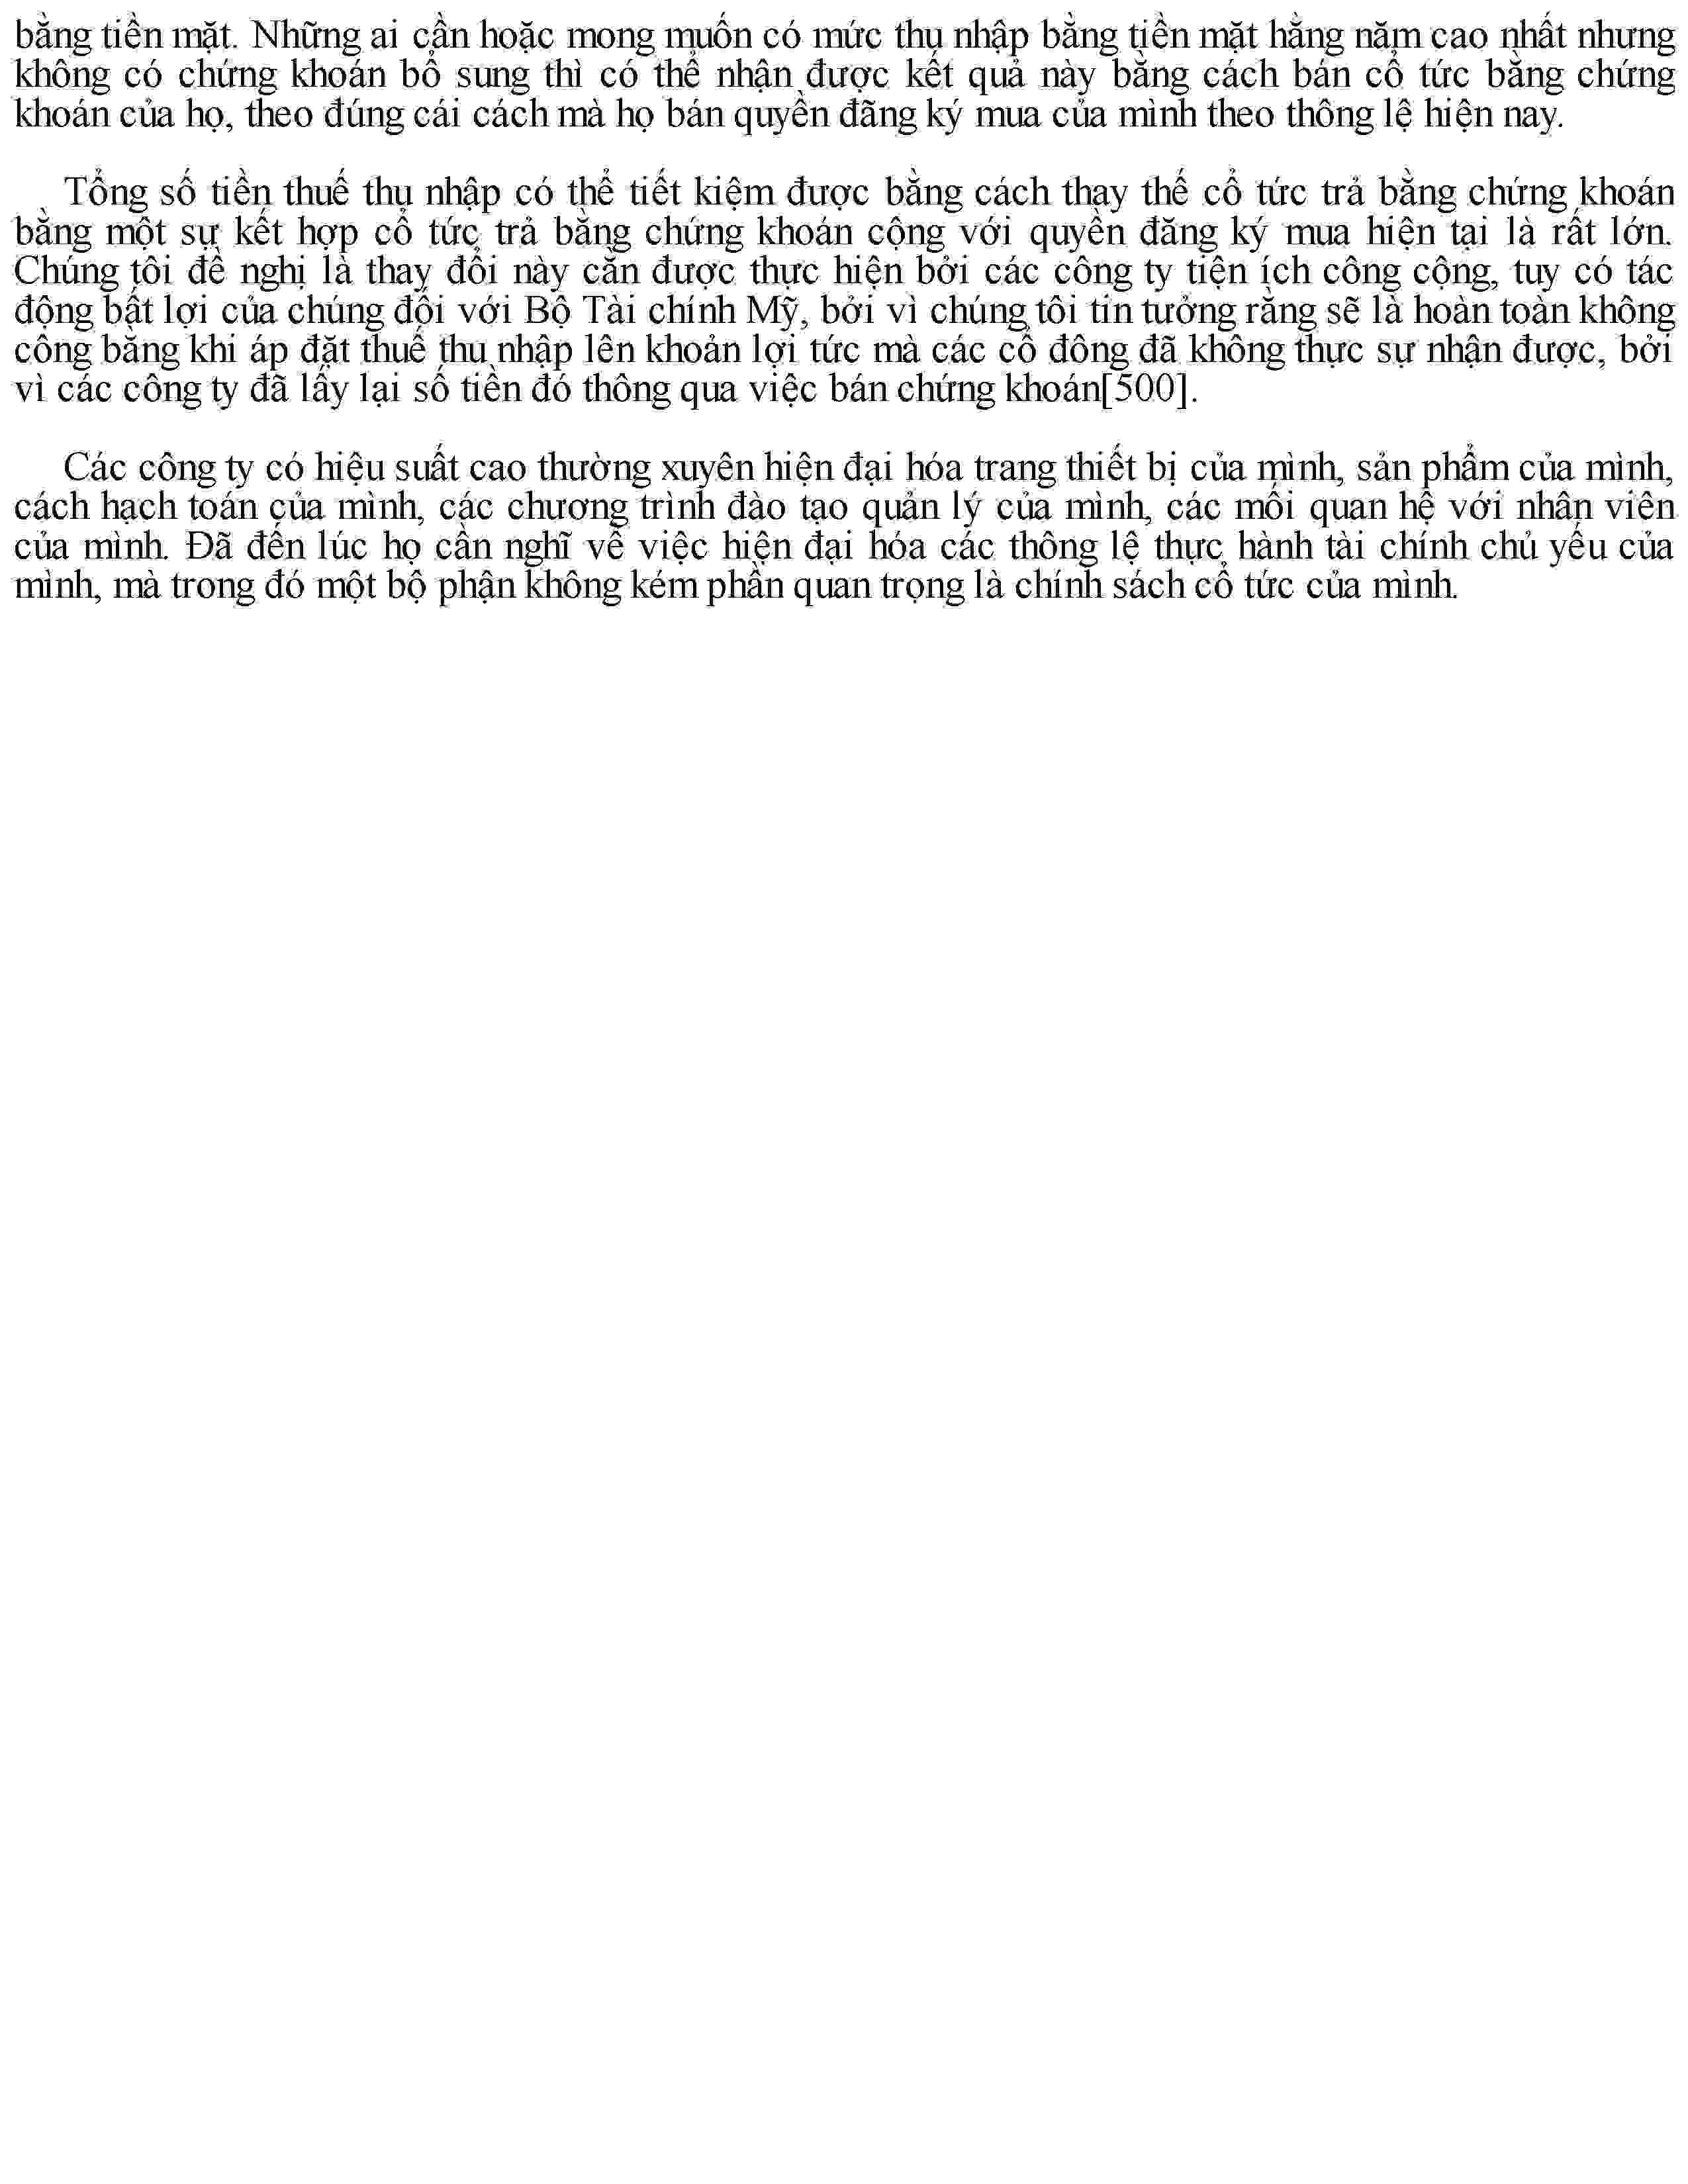 bằng tiền mặt. Những ai cần hoặc mong muốn có mức thu nhập bằng tiền mặt hằng năm cao nhất nhưng
không có chứng khoán bổ sung thì có thể nhận được kết quả này bằng cách bán cổ tức bằng chứng
khoán của họ, theo đúng cái cách mà họ bán quyền đăng ký mua của mình theo thông lệ hiện nay.
Tổng số tiền thuế thu nhập có thể tiết kiệm được bằng cách thay thế cổ tức trả bằng chứng khoán
bằng một sự kết hợp cổ tức trả bằng chứng khoán cộng với quyền đăng ký mua hiện tại là rất lớn.
Chúng tôi đề nghị là thay đổi này cần được thực hiện bởi các công ty tiện ích công cộng, tuy có tác
động bất lợi của chúng đối với Bộ Tài chính Mỹ, bởi vì chúng tôi tin tưởng rằng sẽ là hoàn toàn không
công bằng khi áp đặt thuế thu nhập lên khoản lợi tức mà các cổ đông đã không thực sự nhận được, bởi
vì các công ty đã lấy lại số tiền đó thông qua việc bán chứng khoán[500].
Các công ty có hiệu suất cao thường xuyên hiện đại hóa trang thiết bị của mình, sản phẩm của mình,
cách hạch toán của mình, các chương trình đào tạo quản lý của mình, các mối quan hệ với nhân viên
của mình. Đã đến lúc họ cần nghĩ về việc hiện đại hóa các thông lệ thực hành tài chính chủ yếu của
mình, mà trong đó một bộ phận không kém phần quan trọng là chính sách cổ tức của mình.